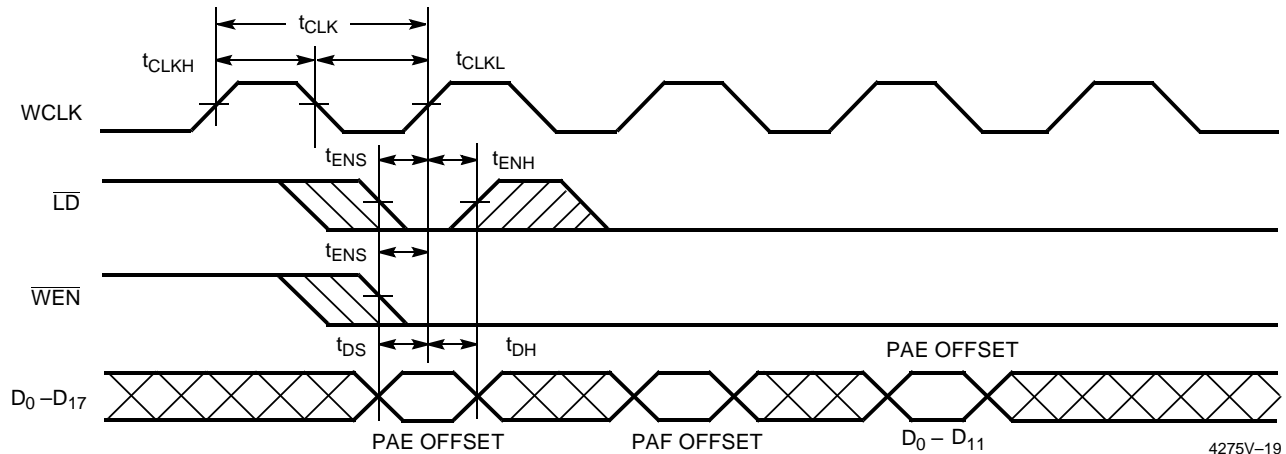 tCLK
tCLKH
tCLKL
WCLK
tENS
tENH
LD
tENS
WEN
tDS
tDH
PAE OFFSET
D0 –D17
PAE OFFSET
PAF OFFSET
D0 – D11
4275V–19